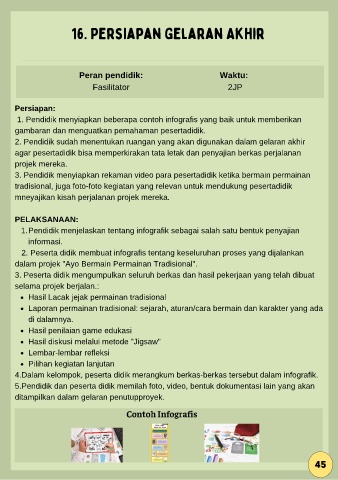 16. PERSIAPAN GELARAN AKHIR
Peran pendidik:
Fasilitator
Waktu:
2JP
Persiapan:
1. Pendidik menyiapkan beberapa contoh infografis yang baik untuk memberikan
gambaran dan menguatkan pemahaman pesertadidik.
2. Pendidik sudah menentukan ruangan yang akan digunakan dalam gelaran akhir
agar pesertadidik bisa memperkirakan tata letak dan penyajian berkas perjalanan
projek mereka.
3. Pendidik menyiapkan rekaman video para pesertadidik ketika bermain permainan
tradisional, juga foto-foto kegiatan yang relevan untuk mendukung pesertadidik
mneyajikan kisah perjalanan projek mereka.
PELAKSANAAN:
1. Pendidik menjelaskan tentang infografik sebagai salah satu bentuk penyajian
informasi.
2. Peserta didik membuat infografis tentang keseluruhan proses yang dijalankan
dalam projek "Ayo Bermain Permainan Tradisional".
3. Peserta didik mengumpulkan seluruh berkas dan hasil pekerjaan yang telah dibuat
selama projek berjalan.:
• Hasil Lacak jejak permainan tradisional
• Laporan permainan tradisional: sejarah, aturan/cara bermain dan karakter yang ada
di dalamnya.
• Hasil penilaian game edukasi
• Hasil diskusi melalui metode "Jigsaw"
• Lembar-lembar refleksi
• Pilihan kegiatan lanjutan
4.Dalam kelompok, peserta didik merangkum berkas-berkas tersebut dalam infografik.
5.Pendidik dan peserta didik memilah foto, video, bentuk dokumentasi lain yang akan
ditampilkan dalam gelaran penutupproyek.
Contoh Infografis
45